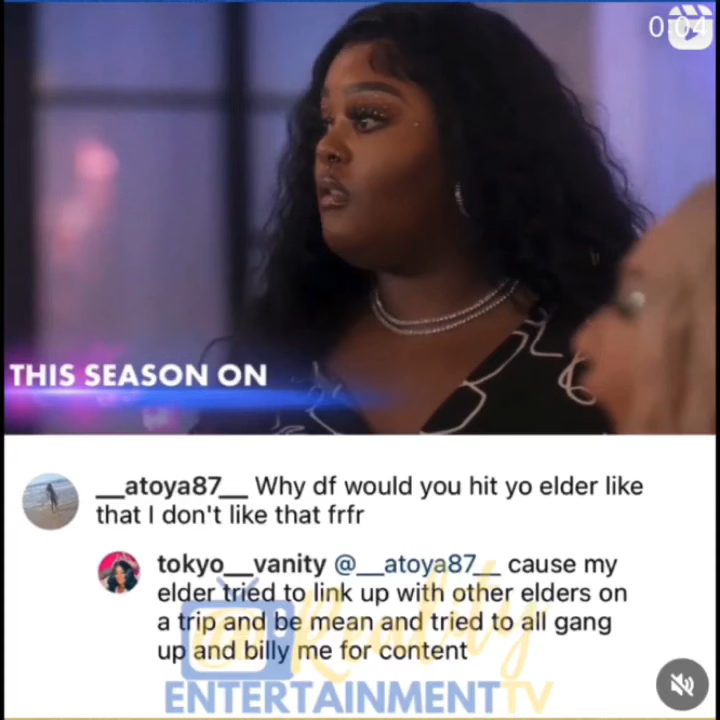 0:04
THIS SEASON ON
__atoya87__ Why df would you hit yo elder like
that I don't like that frfr
tokyo__vanity @__atoya87__ cause my
elder tried to link up with other elders on
a trip and be mean and tried to all gang
up and billy me for content
@Reality
ENTERTAINMENTTV